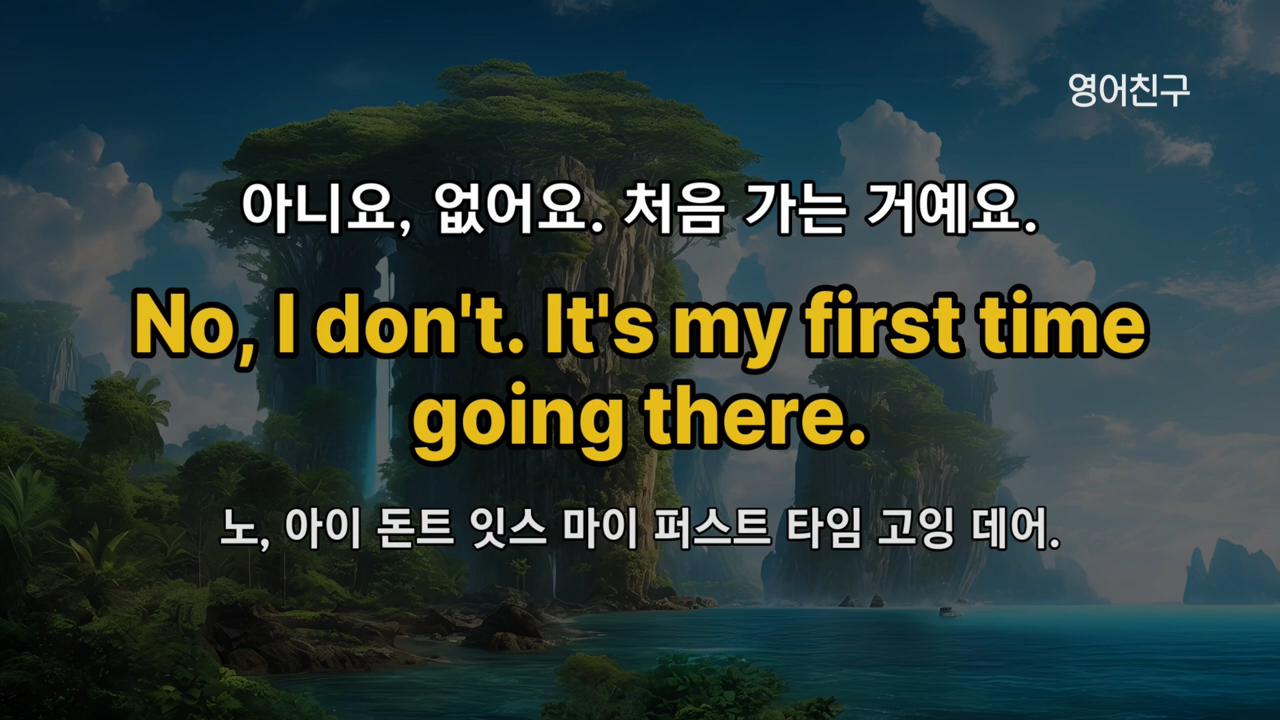 영어친구
아니요, 없어요. 처음 가는 거예요.
No, I don't. It's my first time
going there.
노, 아이 돈트 잇스 마이 퍼스트 타임 고잉 데어.